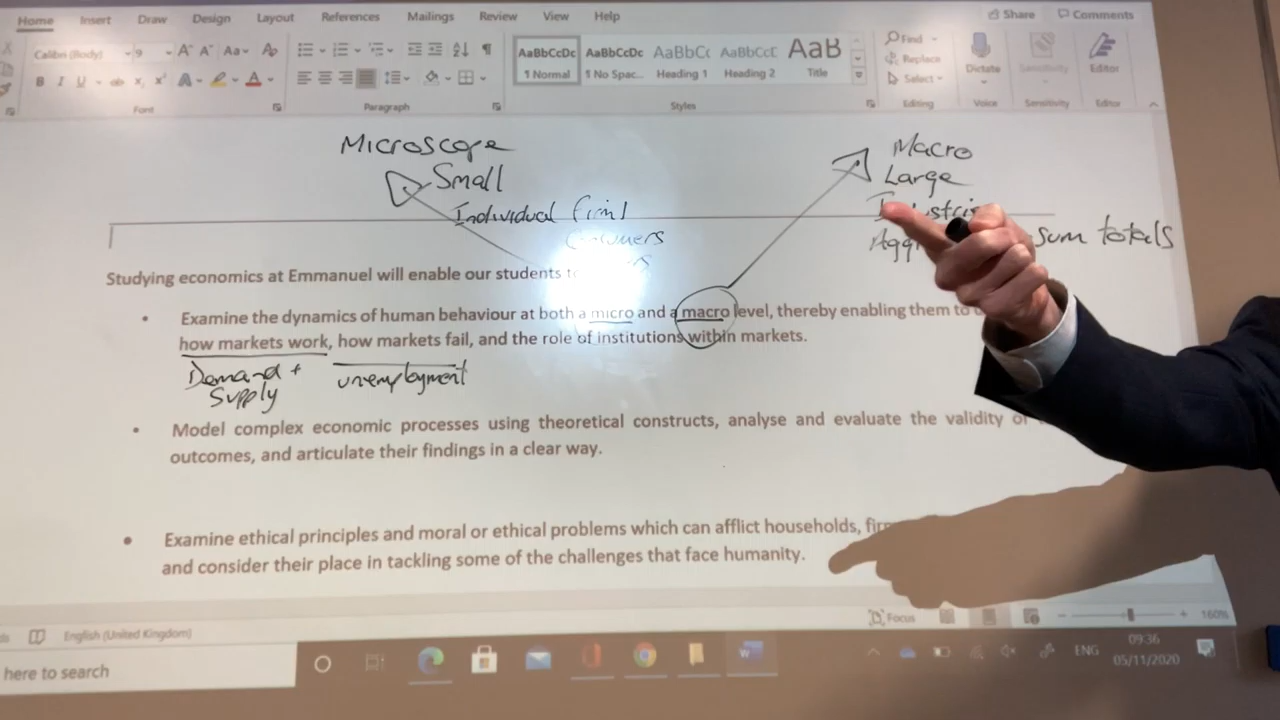 Home Insert Draw Design Layout References Mailings Review View Help Share Comments
Calibri (Body) 9 A A Aa A AaBbCcDc AaBbCcDc AaBbCc AaBbCcC AaB Find
Replace
B I U ab x x A A Normal No Spac... Heading 1 Heading 2 Title Select Dictate Sensitivity Editor
Font Paragraph Styles Editing Voice Sensitivity Editor
Microscope Macro
Small Large
Individual firm
sum totals
Studying economics at Emmanuel will enable our students
• Examine the dynamics of human behaviour at both a micro and a macro level, thereby enabling them to
how markets work, how markets fail, and the role of institutions within markets.
Demand + unemployment
Supply
• Model complex economic processes using theoretical constructs, analyse and evaluate the validity
outcomes, and articulate their findings in a clear way.
• Examine ethical principles and moral or ethical problems which can afflict households,
and consider their place in tackling some of the challenges that face humanity.
English (United Kingdom) Focus 160%
here to search ENG 09:36
05/11/2020